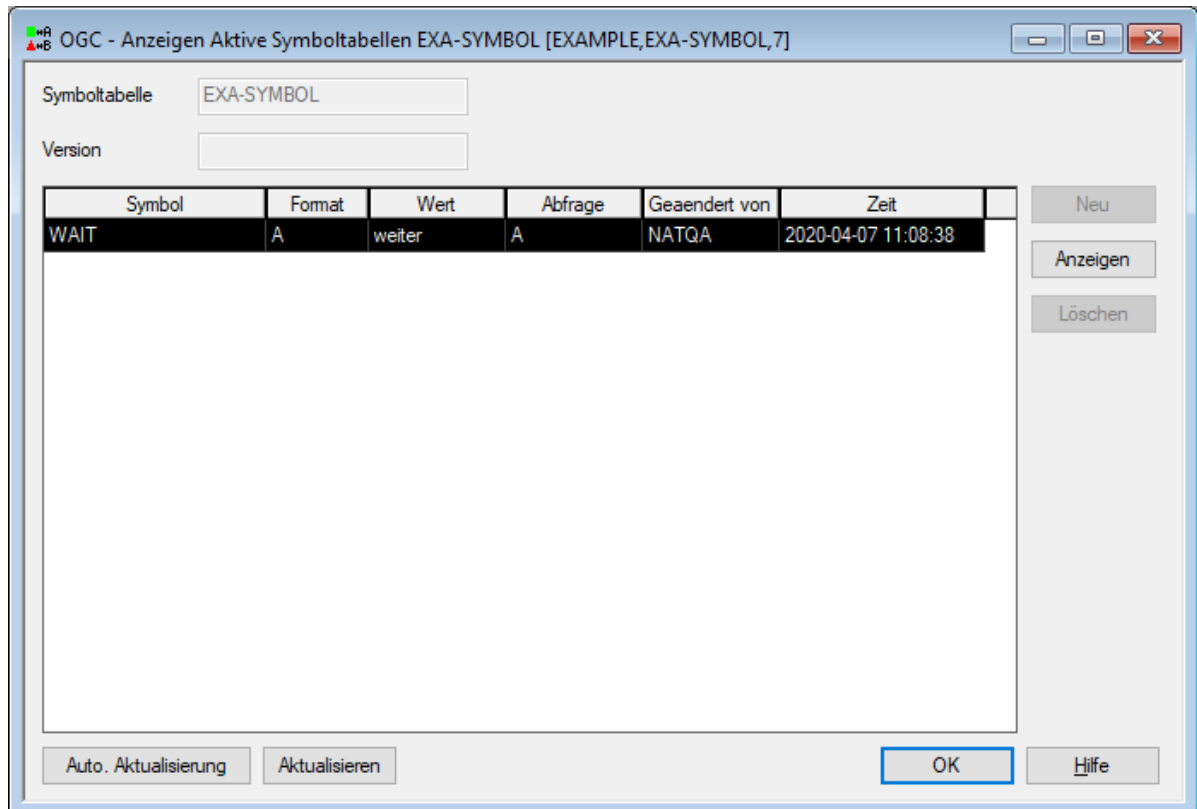 OGC - Anzeigen Aktive Symboltabellen EXA-SYMBOL [EXAMPLE,EXA-SYMBOL,7]
Symboltabelle EXA-SYMBOL
Version
Symbol Format Wert Abfrage Geaendert von Zeit
WAIT A weiter A NATQA 2020-04-07 11:08:38
Neu
Anzeigen
Löschen
Auto. Aktualisierung Aktualisieren OK Hilfe